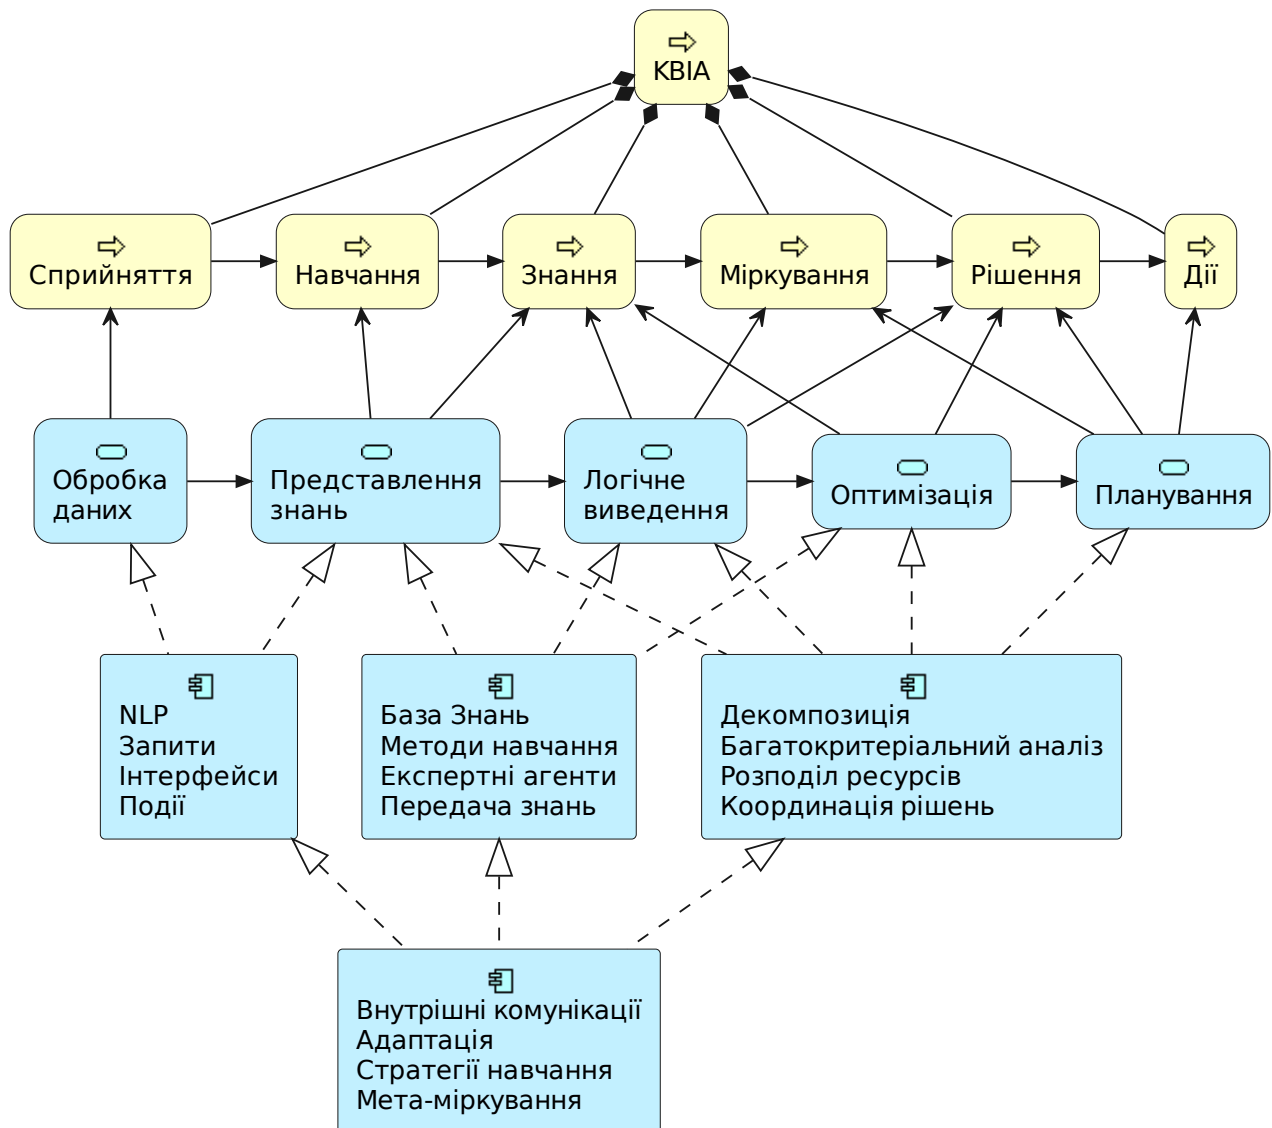 КВІА
Сприйняття
Навчання
Знання
Міркування
Рішення
Дії
Обробка
даних
Представлення
знань
Логічне
виведення
Оптимізація
Планування
NLP
Запити
Інтерфейси
Події
База Знань
Методи навчання
Експертні агенти
Передача знань
Декомпозиція
Багатокритеріальний аналіз
Розподіл ресурсів
Координація рішень
Внутрішні комунікації
Адаптація
Стратегії навчання
Мета-міркування